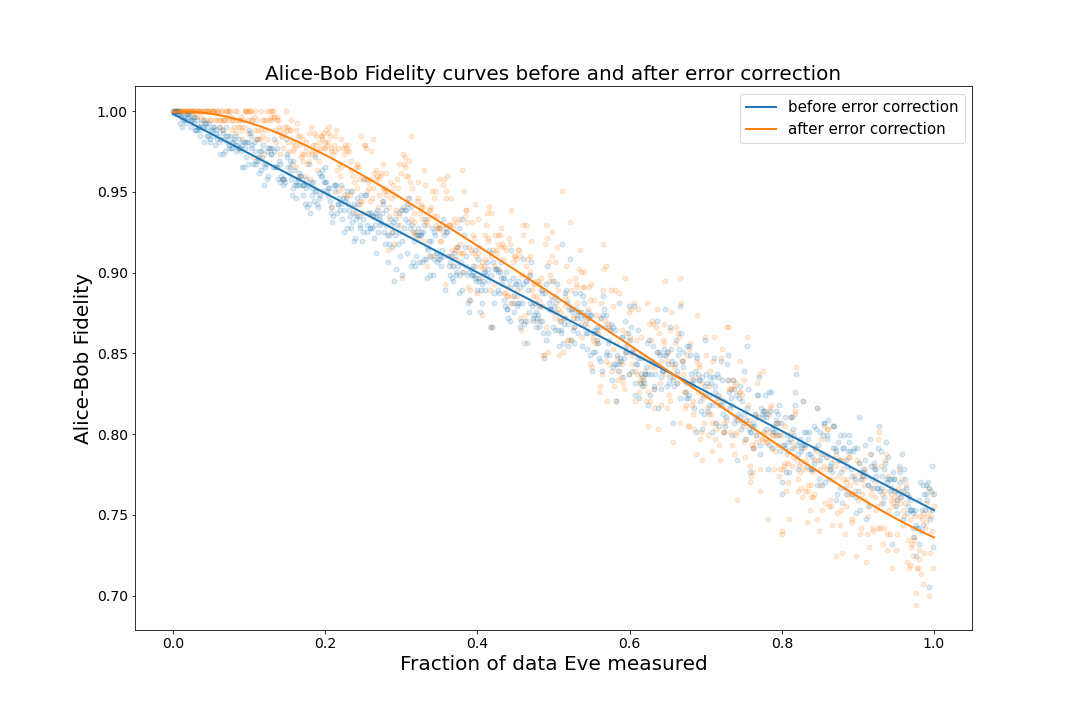 Alice-Bob Fidelity curves before and after error correction
before error correction
after error correction
Alice-Bob Fidelity
1.00
0.95
0.90
0.85
0.80
0.75
0.70
0.0 0.2 0.4 0.6 0.8 1.0
Fraction of data Eve measured